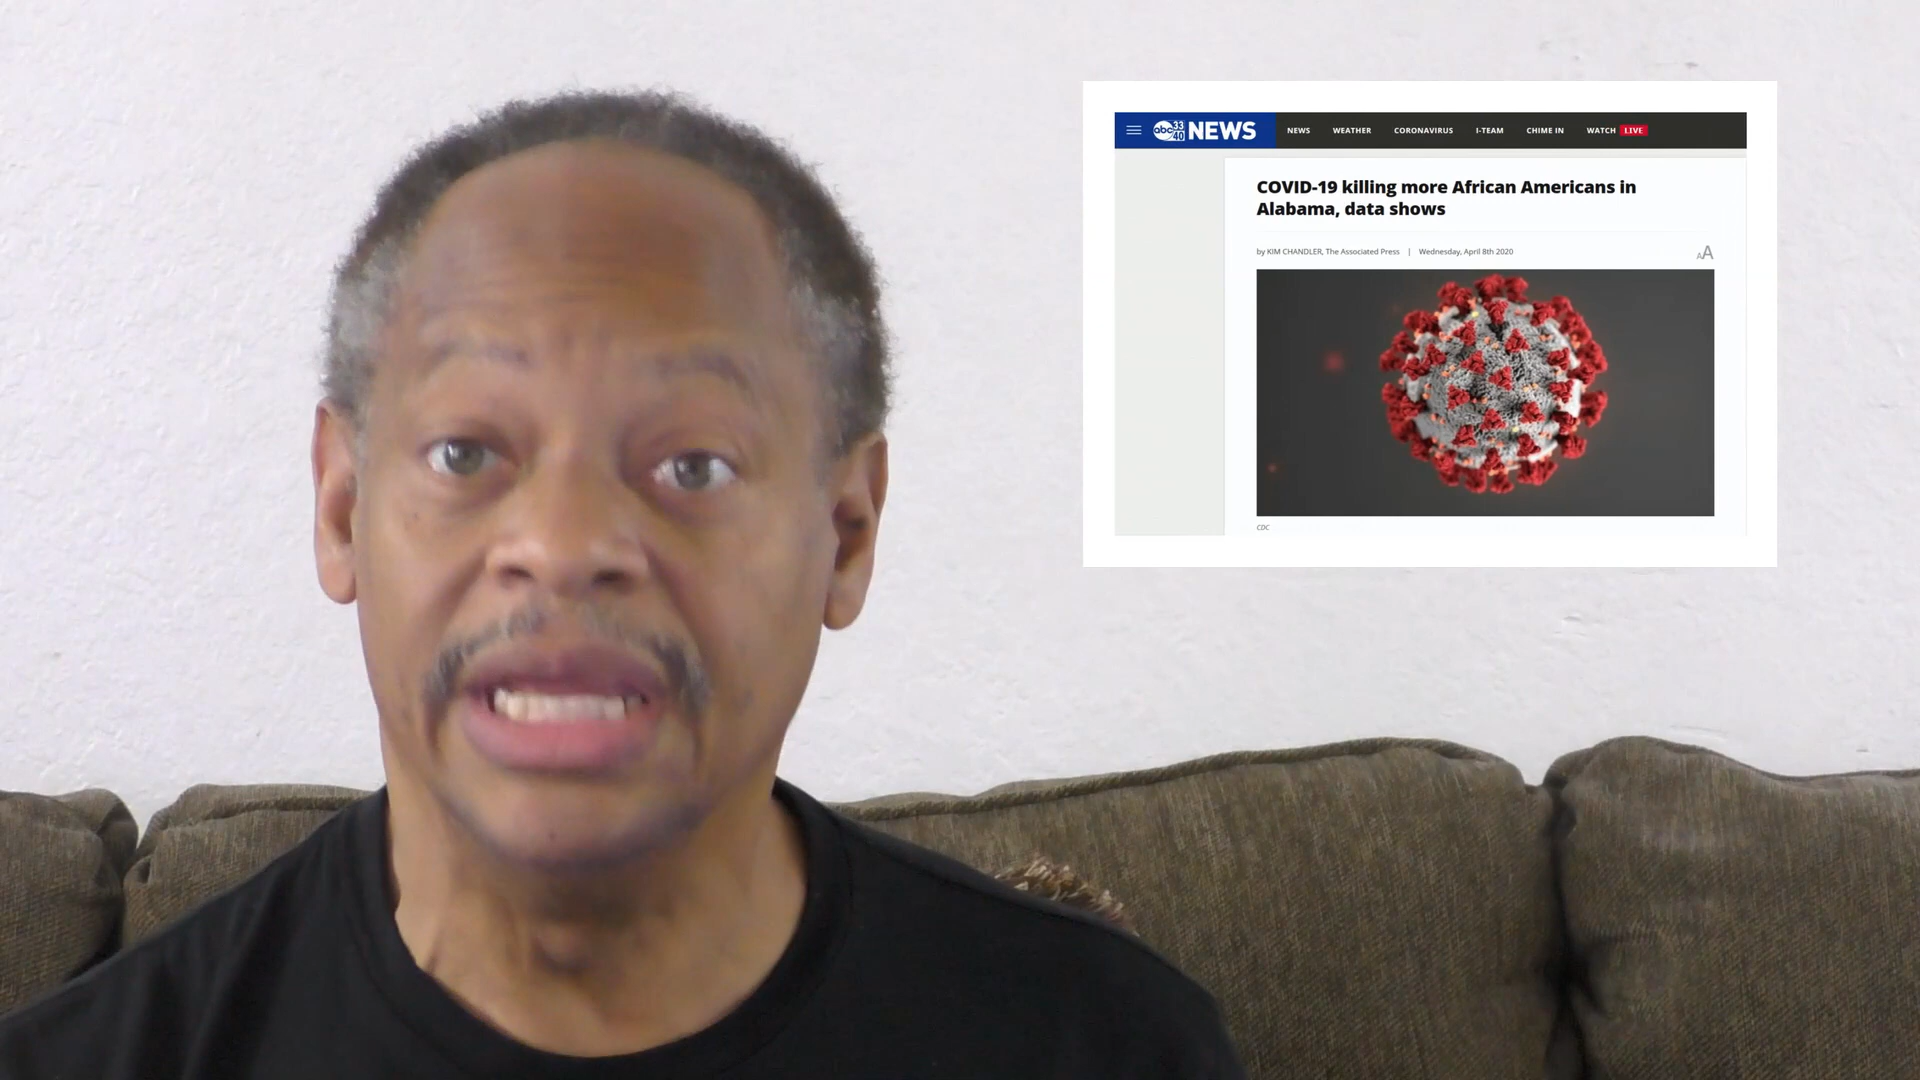 abc 33 40 NEWS NEWS WEATHER CORONAVIRUS I-TEAM CHIME IN WATCH LIVE
COVID-19 killing more African Americans in
Alabama, data shows
by KIM CHANDLER, The Associated Press | Wednesday, April 8th 2020
AA
CDC